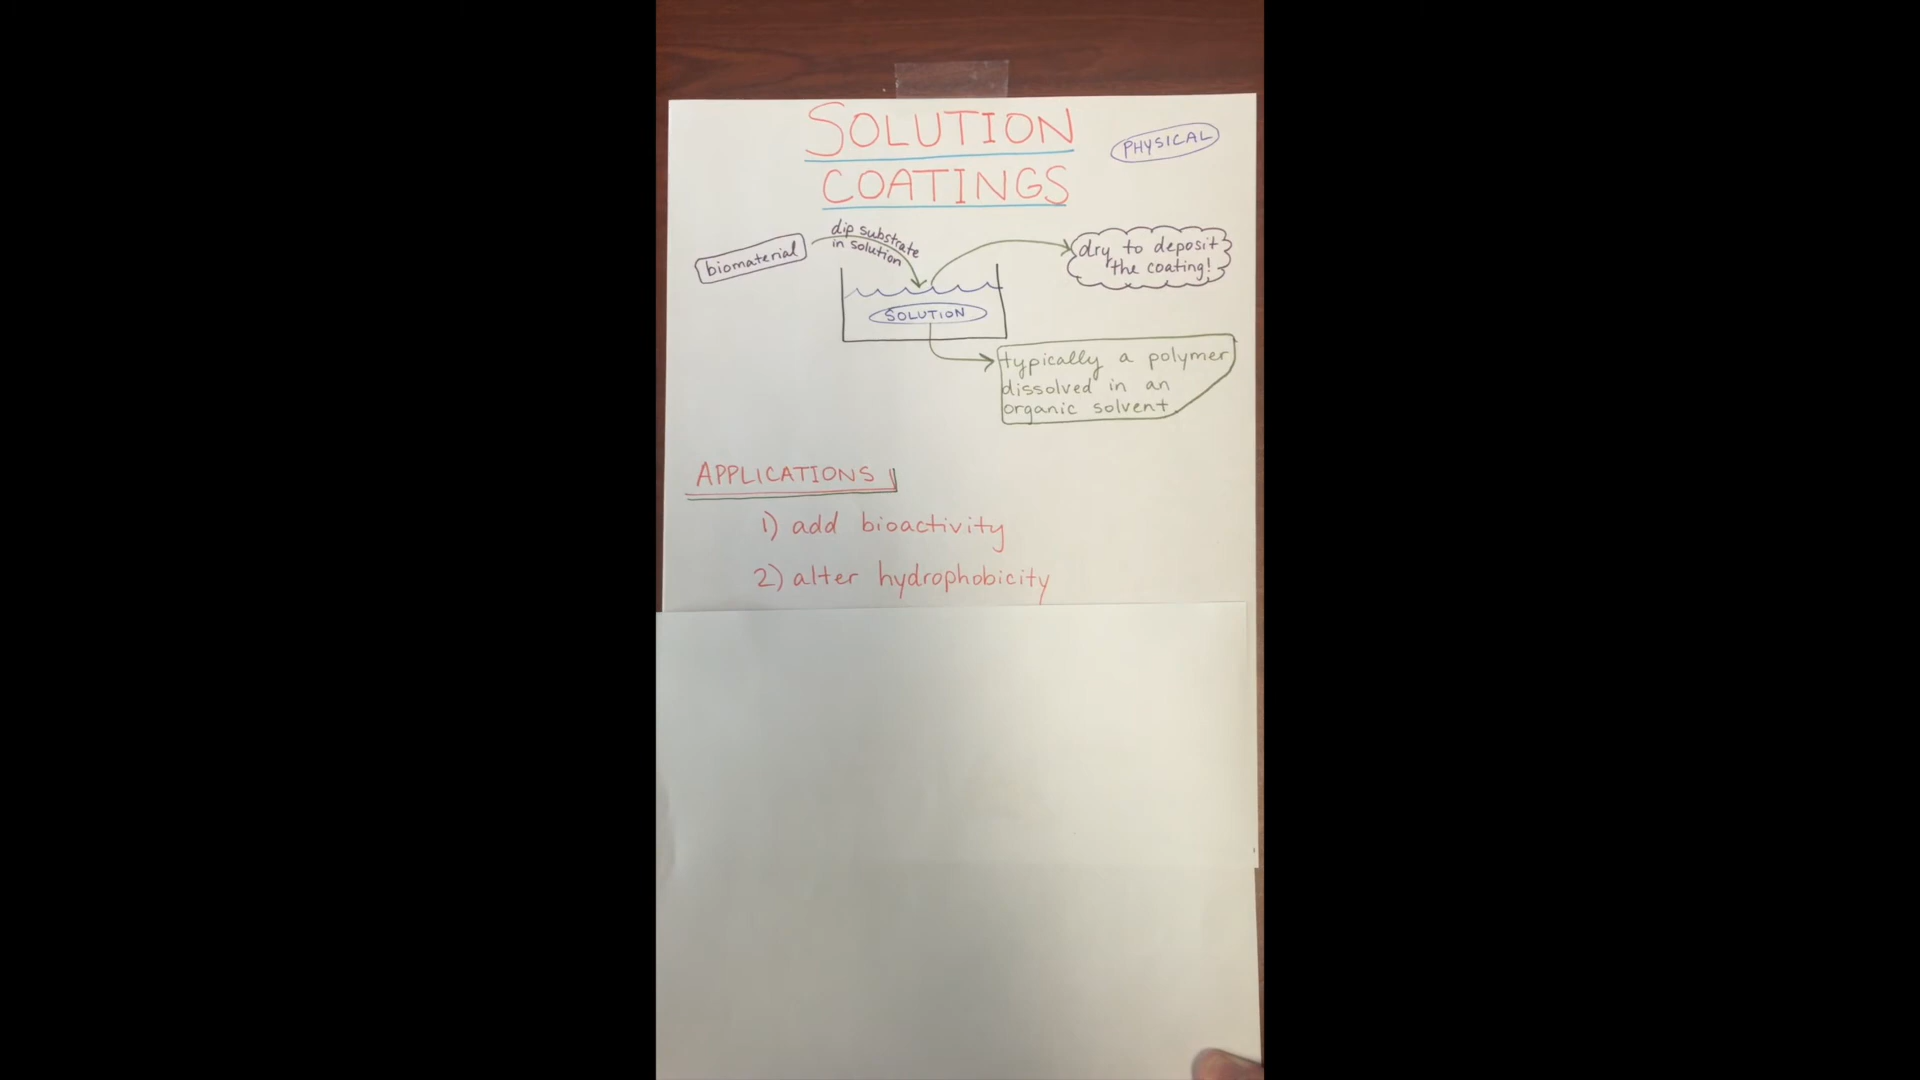 SOLUTION
COATINGS
PHYSICAL
biomaterial
dip substrate
in solution
dry to deposit
the coating!
SOLUTION
typically a polymer
dissolved in an
organic solvent
APPLICATIONS
1) add bioactivity
2) alter hydrophobicity